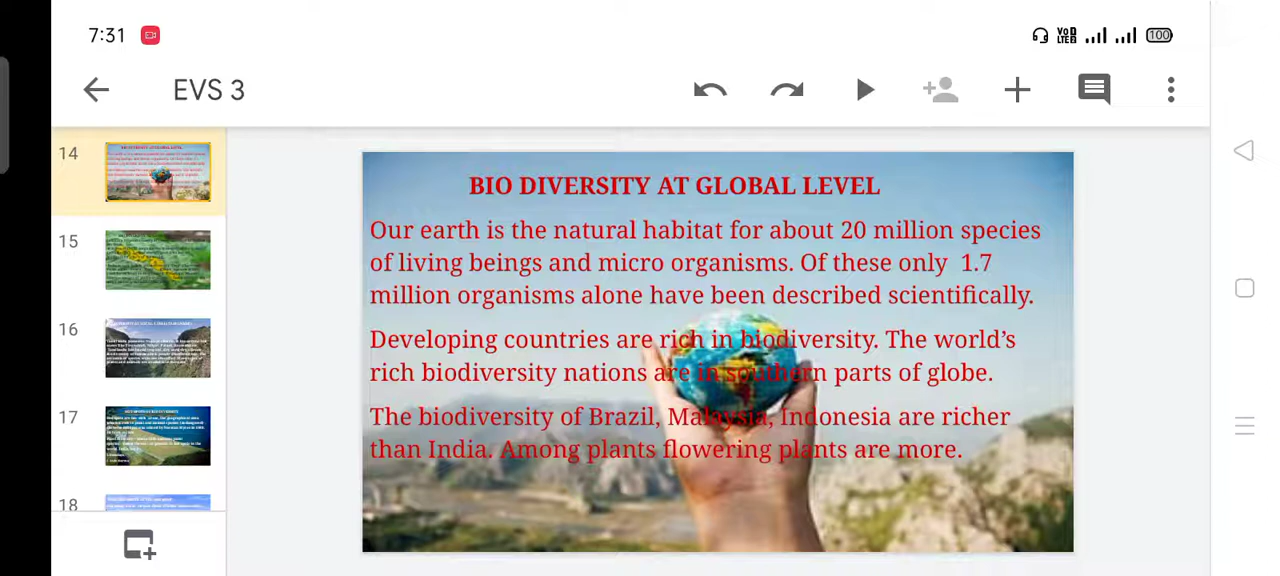 7:31
VoD LTE2
100
EVS 3
14
BIO DIVERSITY AT GLOBAL LEVEL
Our earth is the natural habitat for about 20 million species
of living beings and micro organisms. Of these only 1.7
million organisms alone have been described scientifically.
Developing countries are rich in biodiversity. The world's
rich biodiversity nations are in southern parts of globe.
The biodiversity of Brazil, Malaysia, Indonesia are richer
than India. Among plants flowering plants are more.
15
16
17
18